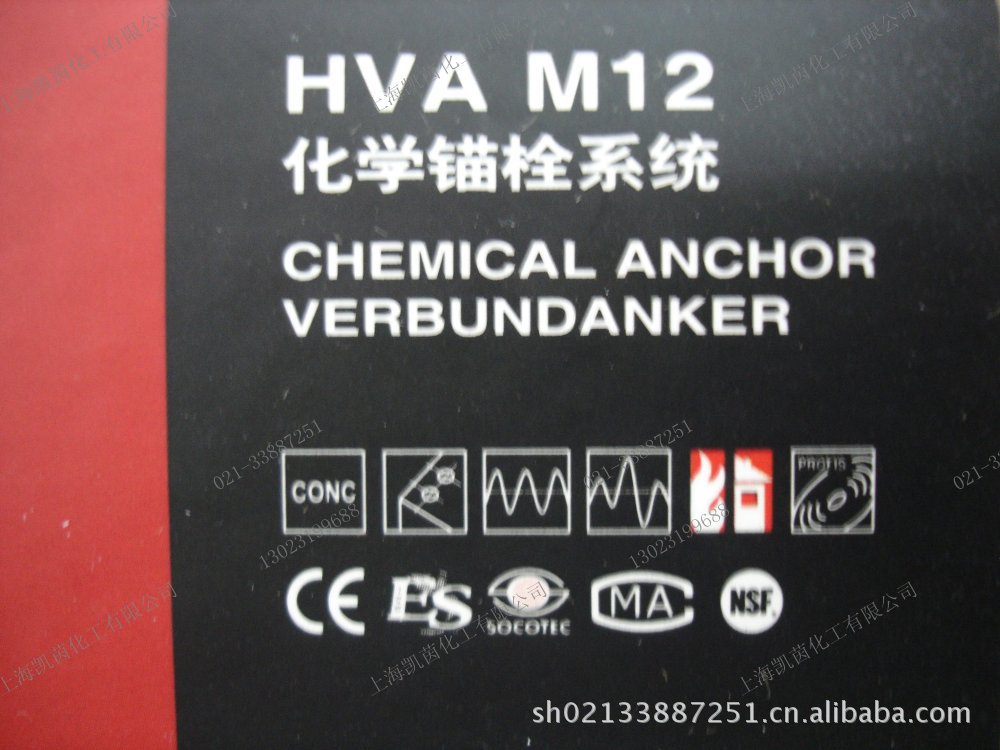 HVA M12
化学锚栓系统
CHEMICAL ANCHOR
VERBUNDANKER
CONC
PROFIS
CE
ES
SOCOTEC
MA
NSF
上海凯茵化工有限公司
021-33887251
13023199688
sh02133887251.cn.alibaba.com